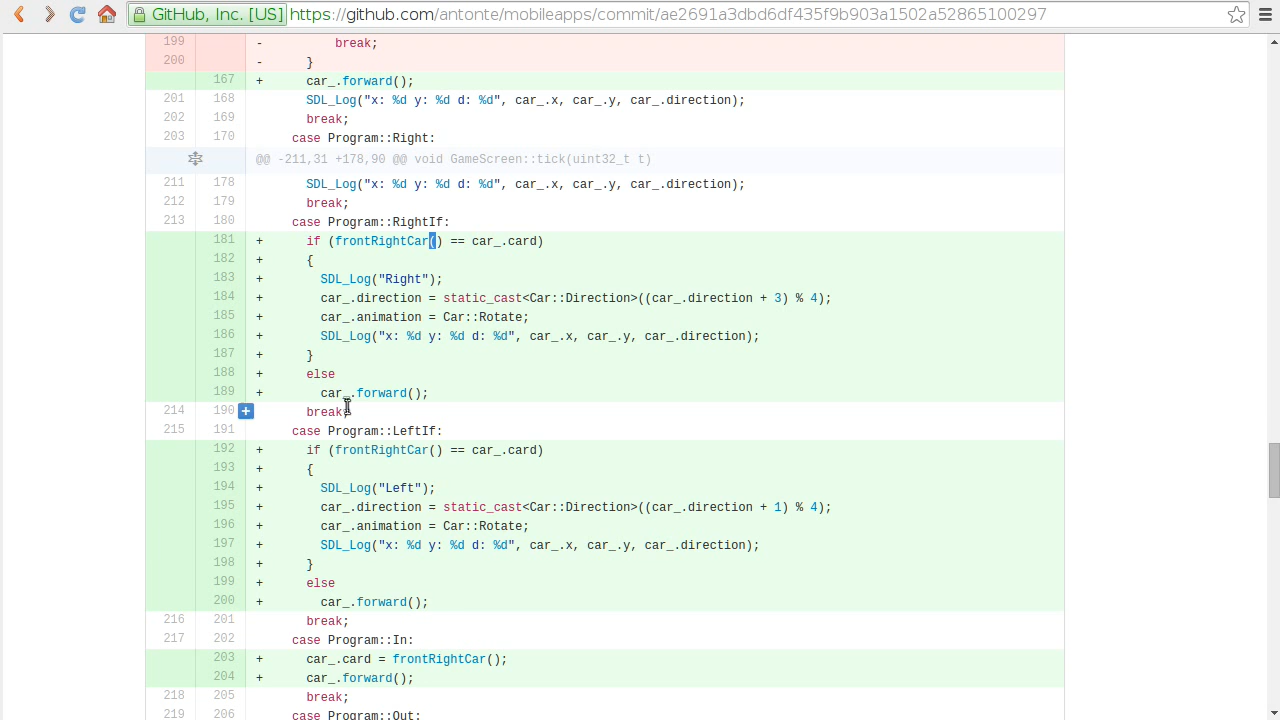 GitHub, Inc. [US] https://github.com/antonte/mobileapps/commit/ae2691a3dbd6df435f9b903a1502a52865100297
199 - break;
200 - }
167 + car_.forward();
201 168 SDL_Log("x: %d y: %d d: %d", car_.x, car_.y, car_.direction);
202 169 break;
203 170 case Program::Right:
@@ -211,31 +178,90 @@ void GameScreen::tick(uint32_t t)
211 178 SDL_Log("x: %d y: %d d: %d", car_.x, car_.y, car_.direction);
212 179 break;
213 180 case Program::RightIf:
181 + if (frontRightCar() == car_.card)
182 + {
183 + SDL_Log("Right");
184 + car_.direction = static_cast<Car::Direction>((car_.direction + 3) % 4);
185 + car_.animation = Car::Rotate;
186 + SDL_Log("x: %d y: %d d: %d", car_.x, car_.y, car_.direction);
187 + }
188 + else
189 + car_.forward();
214 190 + break;
215 191 case Program::LeftIf:
192 + if (frontRightCar() == car_.card)
193 + {
194 + SDL_Log("Left");
195 + car_.direction = static_cast<Car::Direction>((car_.direction + 1) % 4);
196 + car_.animation = Car::Rotate;
197 + SDL_Log("x: %d y: %d d: %d", car_.x, car_.y, car_.direction);
198 + }
199 + else
200 + car_.forward();
216 201 break;
217 202 case Program::In:
203 + car_.card = frontRightCar();
204 + car_.forward();
218 205 break;
219 206 case Program::Out: